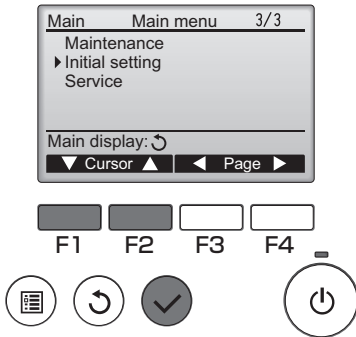 Main Main menu 3/3
Maintenance
Initial setting
Service
Main display:
Cursor Page
F1 F2 F3 F4